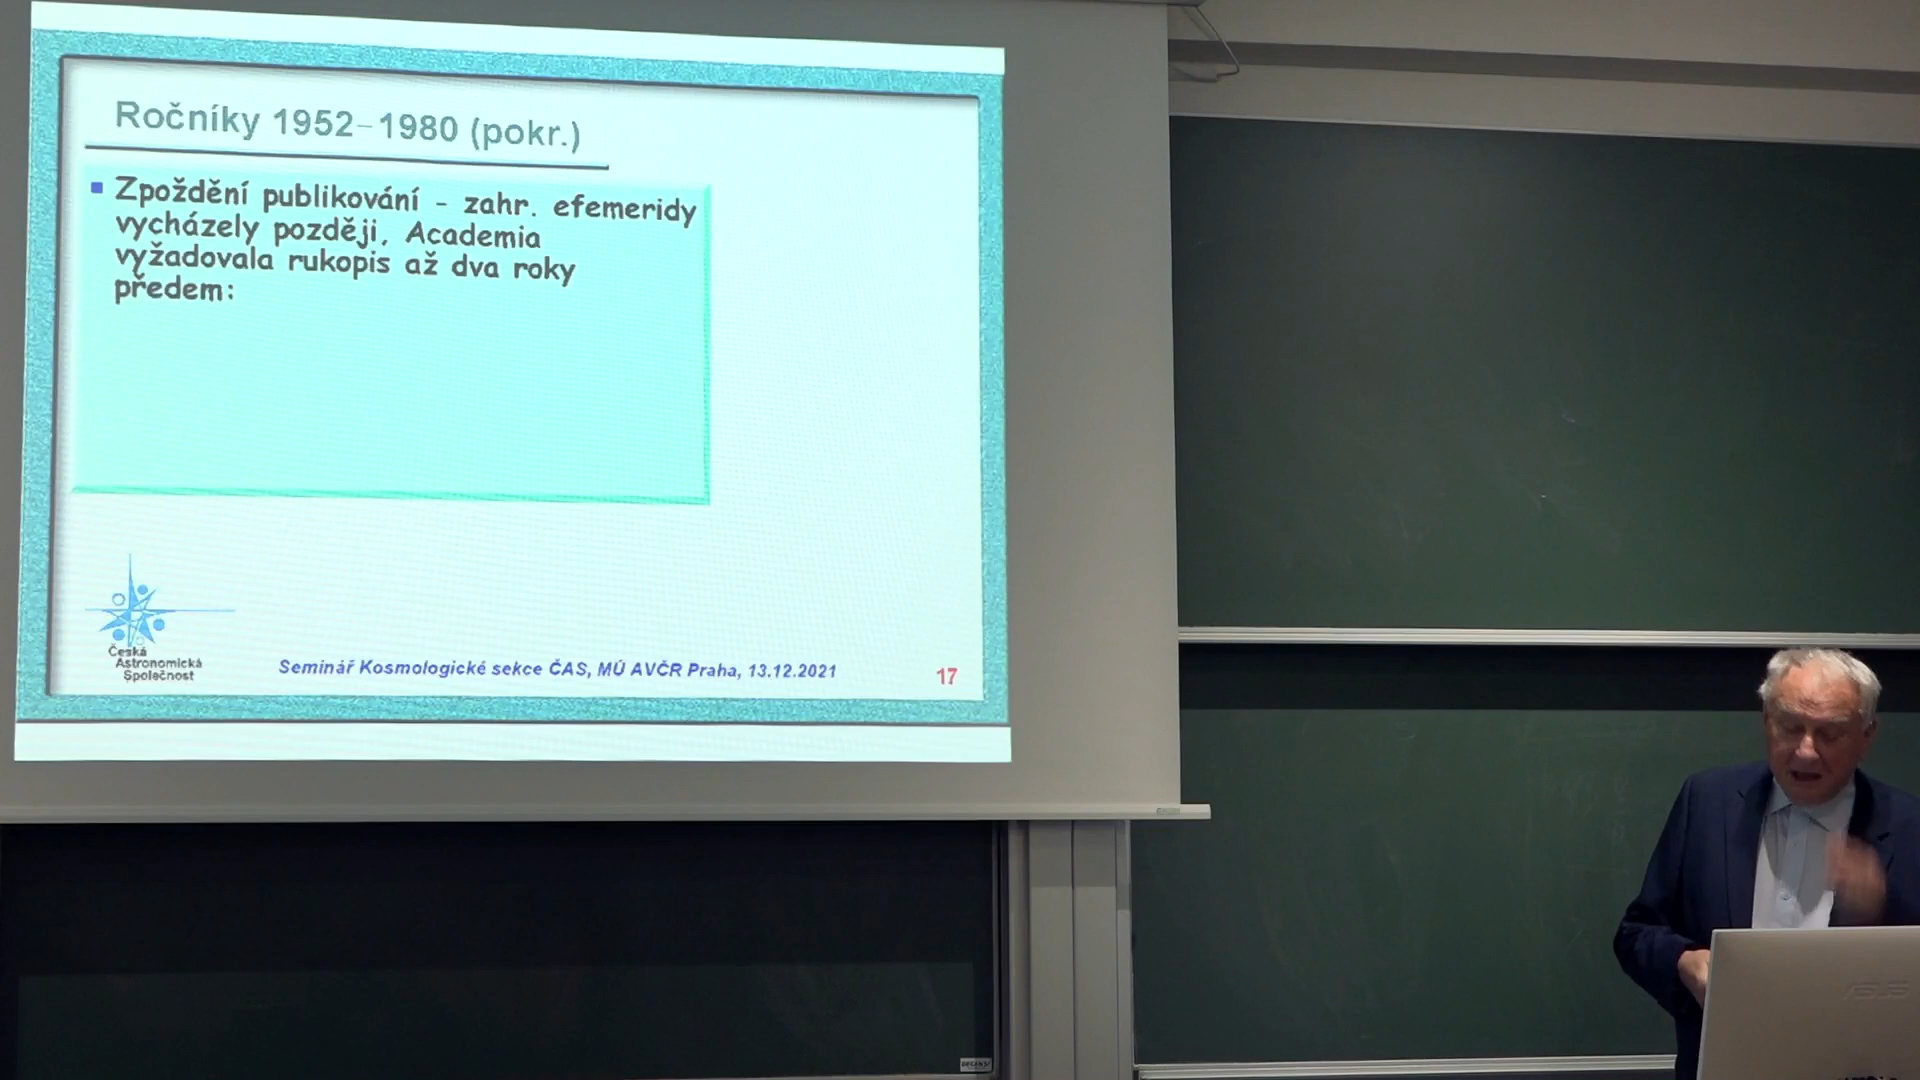 Ročníky 1952–1980 (pokr.)
Zpoždění publikování - zahr. efemeridy
vycházely později, Academia
vyžadovala rukopis až dva roky
předem:
Česká
Astronomická
Společnost
Seminář Kosmologické sekce ČAS, MÚ AVČR Praha, 13.12.2021
17
ASUS